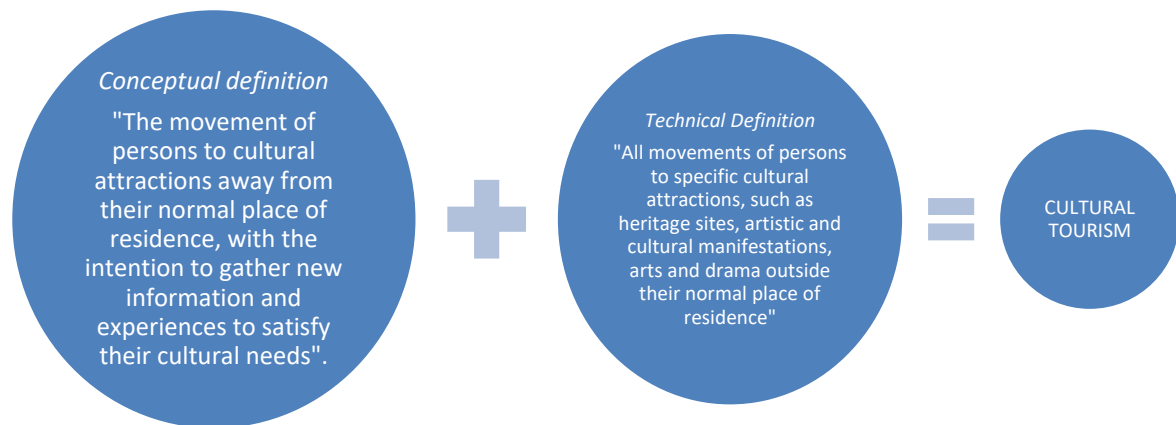 Conceptual definition
"The movement of
persons to cultural
attractions away from
their normal place of
residence, with the
intention to gather new
information and
experiences to satisfy
their cultural needs".
Technical Definition
"All movements of persons
to specific cultural
attractions, such as
heritage sites, artistic and
cultural manifestations,
arts and drama outside
their normal place of
residence"
CULTURAL
TOURISM